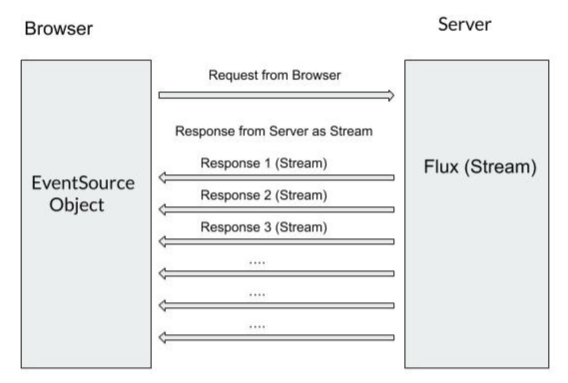 Browser
Server
Request from Browser
Response from Server as Stream
Response 1 (Stream)
Response 2 (Stream)
Response 3 (Stream)
....
....
....
EventSource
Object
Flux (Stream)